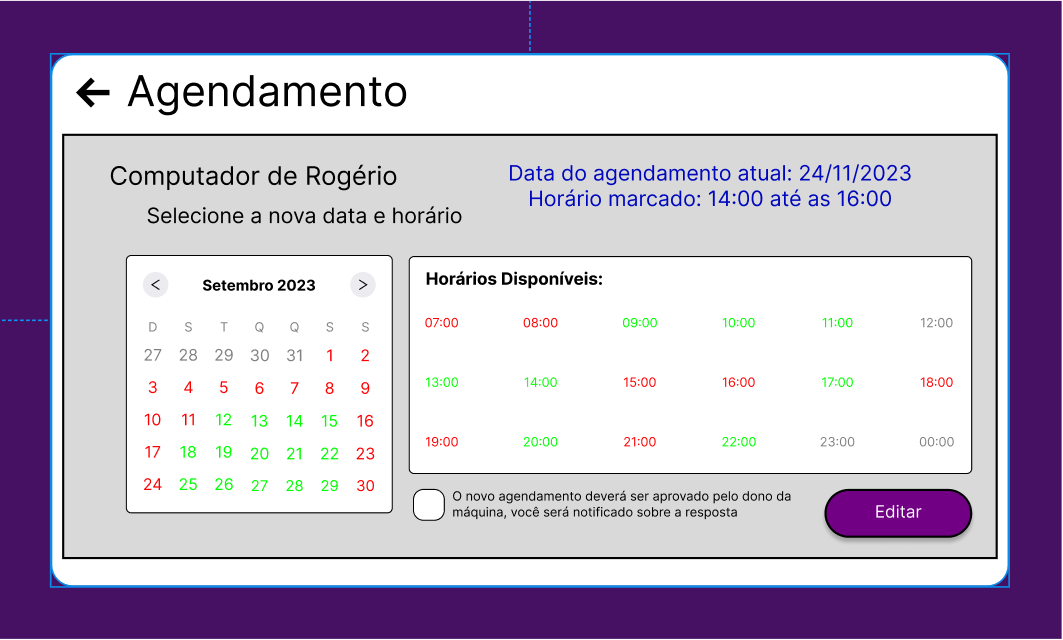 Agendamento
Computador de Rogério
Selecione a nova data e horário
Data do agendamento atual: 24/11/2023
Horário marcado: 14:00 até as 16:00
< Setembro 2023 >
D S T Q Q S S
27 28 29 30 31 1 2
3 4 5 6 7 8 9
10 11 12 13 14 15 16
17 18 19 20 21 22 23
24 25 26 27 28 29 30
Horários Disponíveis:
07:00 08:00 09:00 10:00 11:00 12:00
13:00 14:00 15:00 16:00 17:00 18:00
19:00 20:00 21:00 22:00 23:00 00:00
O novo agendamento deverá ser aprovado pelo dono da
máquina, você será notificado sobre a resposta
Editar